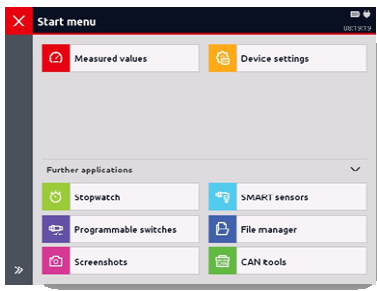 Start menu
08:19:19
Measured values
Device settings
Further applications
Stopwatch
SMART sensors
Programmable switches
File manager
Screenshots
CAN tools